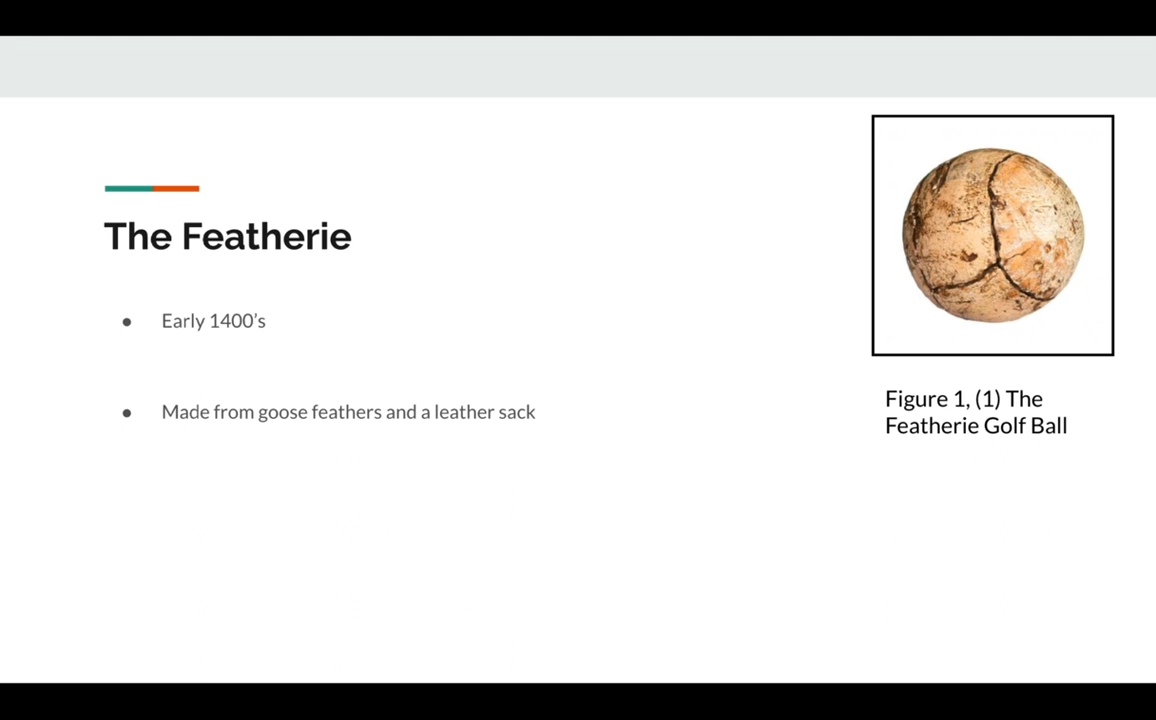 The Featherie
Early 1400's
Made from goose feathers and a leather sack
Figure 1, (1) The
Featherie Golf Ball